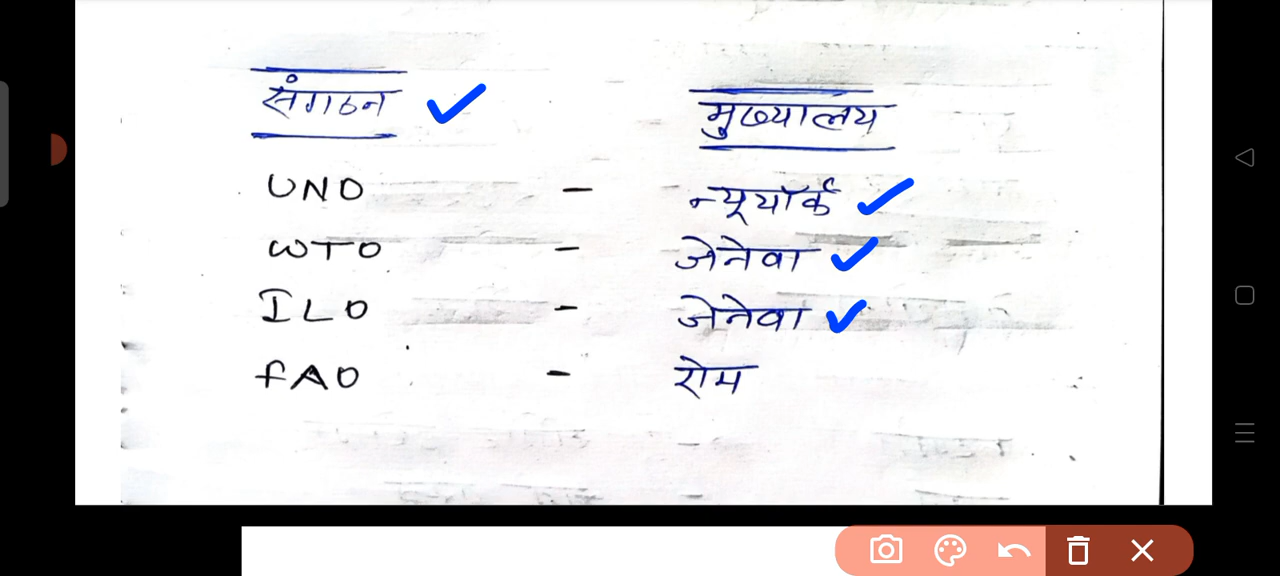 संगठन मुख्यालय
UNO - न्यूयॉर्क
WTO - जेनेवा
ILO - जेनेवा
FAO - रोम